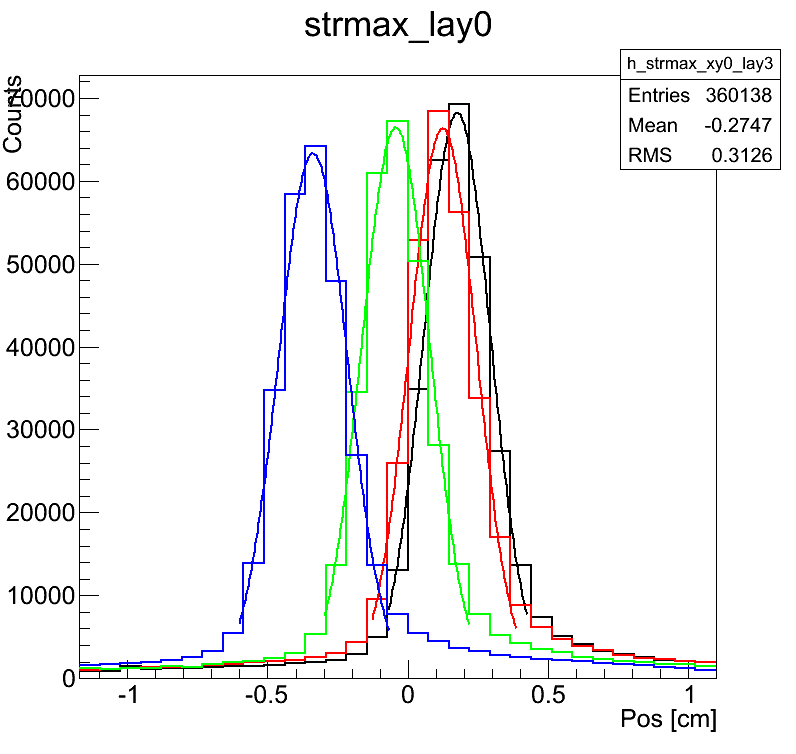 strmax_lay0
h_strmax_xy0_lay3
Entries 360138
Mean -0.2747
RMS 0.3126
Counts
70000
60000
50000
40000
30000
20000
10000
0
-1 -0.5 0 0.5 1
Pos [cm]